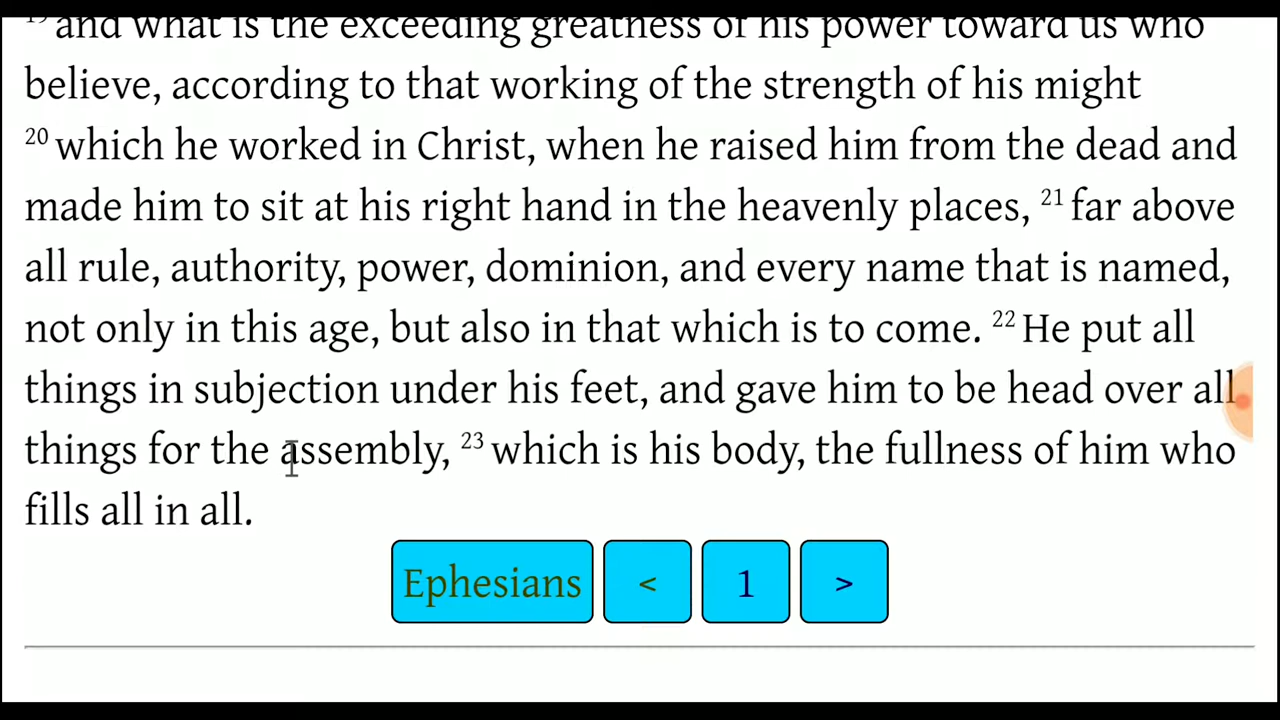 19 and what is the exceeding greatness of his power toward us who
believe, according to that working of the strength of his might
20 which he worked in Christ, when he raised him from the dead and
made him to sit at his right hand in the heavenly places, 21 far above
all rule, authority, power, dominion, and every name that is named,
not only in this age, but also in that which is to come. 22 He put all
things in subjection under his feet, and gave him to be head over all
things for the assembly, 23 which is his body, the fullness of him who
fills all in all.
Ephesians < 1 >